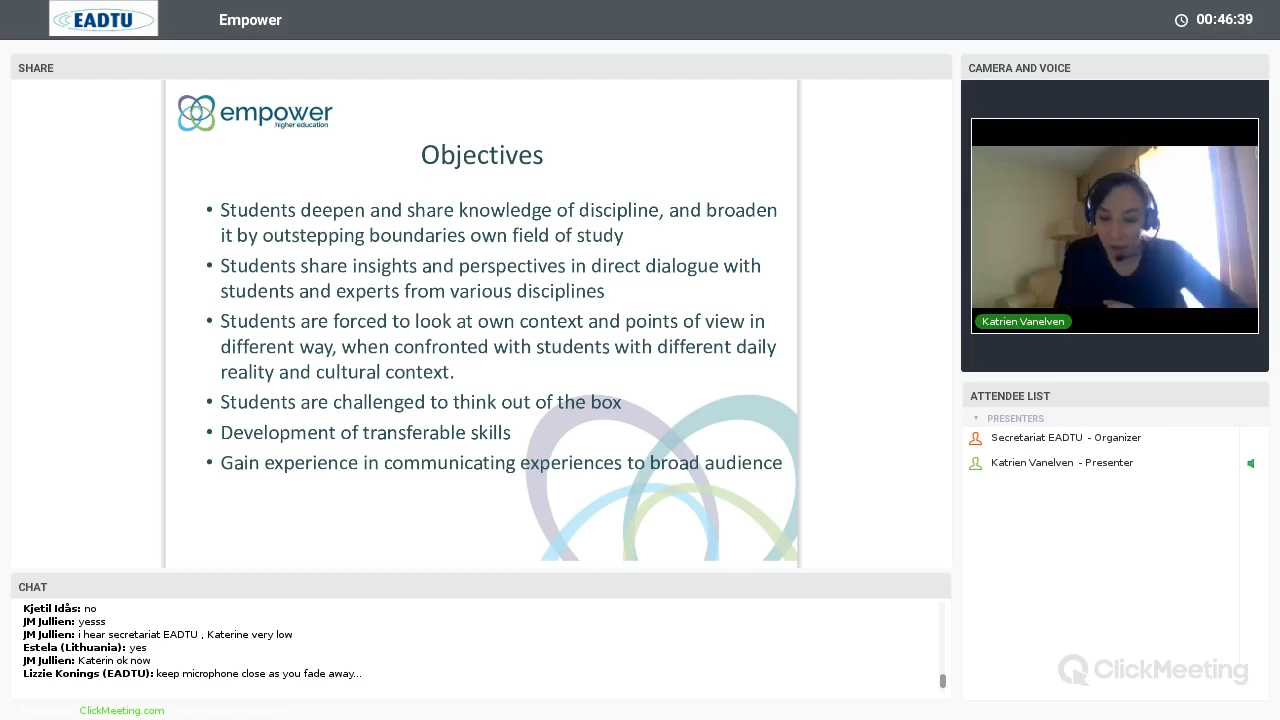 EADTU
Empower
00:46:39
SHARE
CAMERA AND VOICE
empower
higher education
Objectives
• Students deepen and share knowledge of discipline, and broaden
it by outstepping boundaries own field of study
• Students share insights and perspectives in direct dialogue with
students and experts from various disciplines
• Students are forced to look at own context and points of view in
different way, when confronted with students with different daily
reality and cultural context.
• Students are challenged to think out of the box
• Development of transferable skills
• Gain experience in communicating experiences to broad audience
Katrien Vanelven
ATTENDEE LIST
PRESENTERS
Secretariat EADTU - Organizer
Katrien Vanelven - Presenter
CHAT
Kjetil Idås: no
JM Jullien: yesss
JM Jullien: i hear secretariat EADTU , Katerine very low
Estela (Lithuania): yes
JM Jullien: Katerin ok now
Lizzie Konings (EADTU): keep microphone close as you fade away...
ClickMeeting
ClickMeeting.com